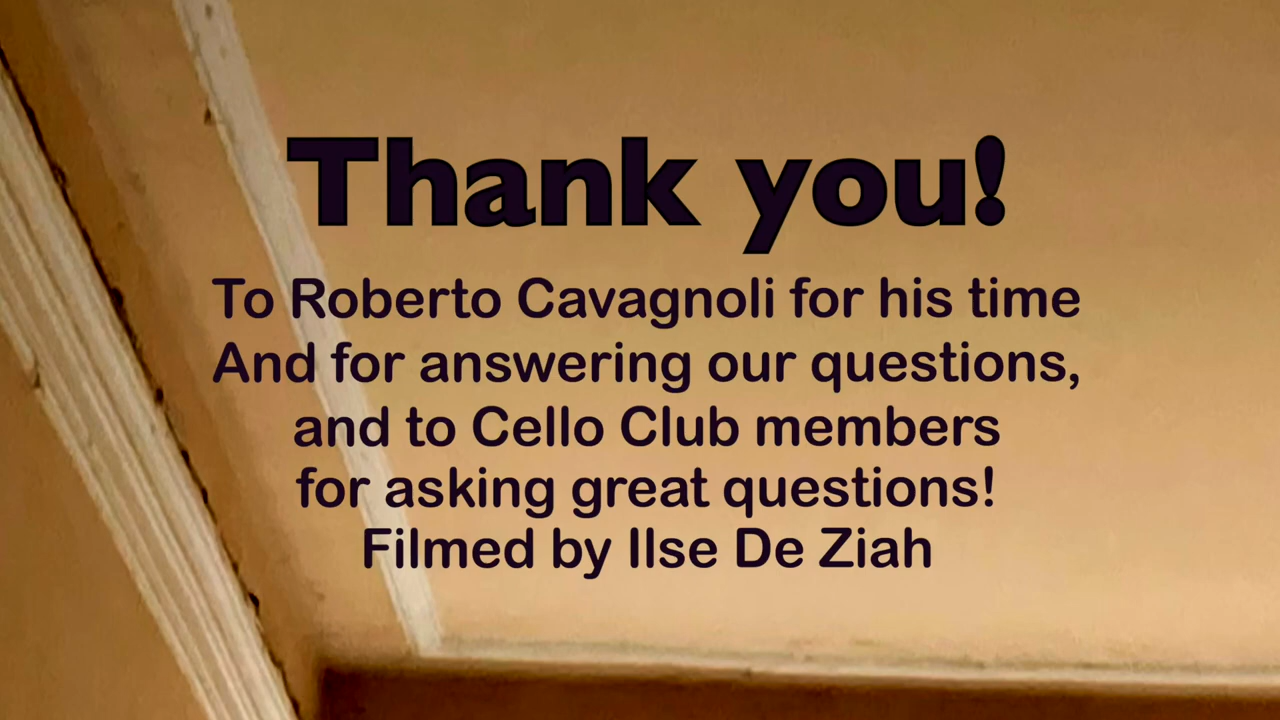 Thank you!
To Roberto Cavagnoli for his time
And for answering our questions,
and to Cello Club members
for asking great questions!
Filmed by Ilse De Ziah